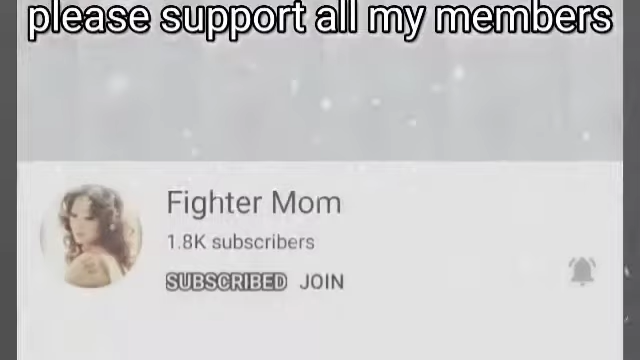 please support all my members
Fighter Mom
1.8K subscribers
SUBSCRIBED JOIN